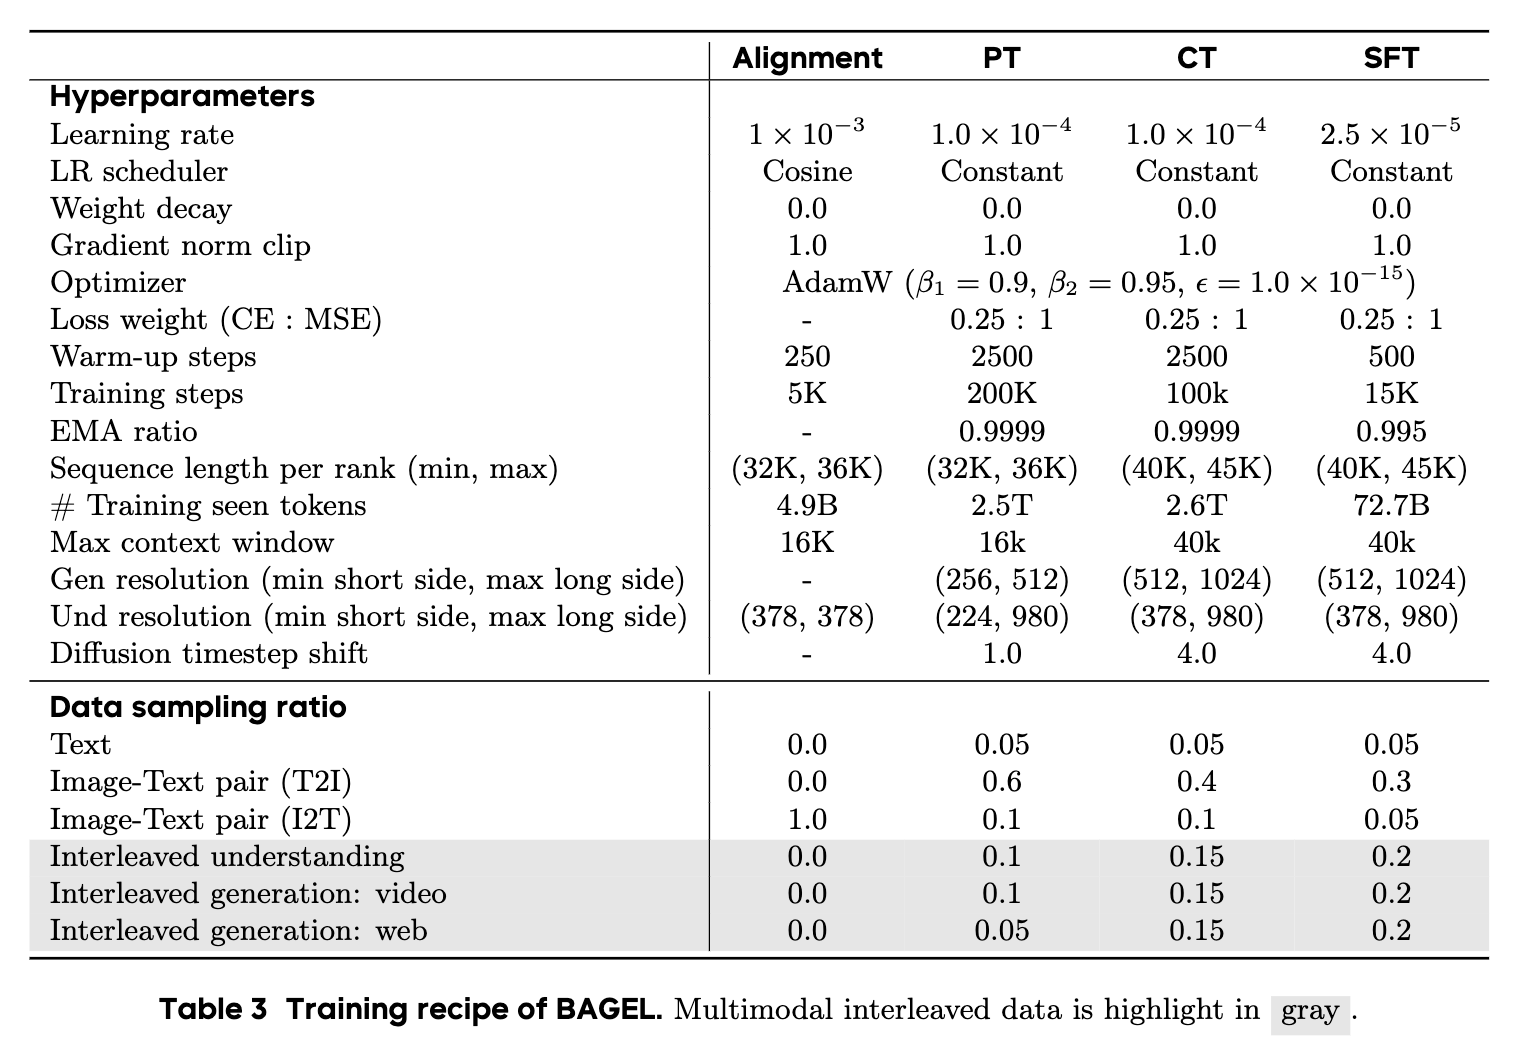 Alignment PT CT SFT
Hyperparameters
Learning rate 1 × 10⁻³ 1.0 × 10⁻⁴ 1.0 × 10⁻⁴ 2.5 × 10⁻⁵
LR scheduler Cosine Constant Constant Constant
Weight decay 0.0 0.0 0.0 0.0
Gradient norm clip 1.0 1.0 1.0 1.0
Optimizer AdamW (β₁ = 0.9, β₂ = 0.95, ϵ = 1.0 × 10⁻¹⁵)
Loss weight (CE : MSE) - 0.25 : 1 0.25 : 1 0.25 : 1
Warm-up steps 250 2500 2500 500
Training steps 5K 200K 100k 15K
EMA ratio - 0.9999 0.9999 0.995
Sequence length per rank (min, max) (32K, 36K) (32K, 36K) (40K, 45K) (40K, 45K)
# Training seen tokens 4.9B 2.5T 2.6T 72.7B
Max context window 16K 16k 40k 40k
Gen resolution (min short side, max long side) - (256, 512) (512, 1024) (512, 1024)
Und resolution (min short side, max long side) (378, 378) (224, 980) (378, 980) (378, 980)
Diffusion timestep shift - 1.0 4.0 4.0
Data sampling ratio
Text 0.0 0.05 0.05 0.05
Image-Text pair (T2I) 0.0 0.6 0.4 0.3
Image-Text pair (I2T) 1.0 0.1 0.1 0.05
Interleaved understanding 0.0 0.1 0.15 0.2
Interleaved generation: video 0.0 0.1 0.15 0.2
Interleaved generation: web 0.0 0.05 0.15 0.2
Table 3 Training recipe of BAGEL. Multimodal interleaved data is highlight in gray .